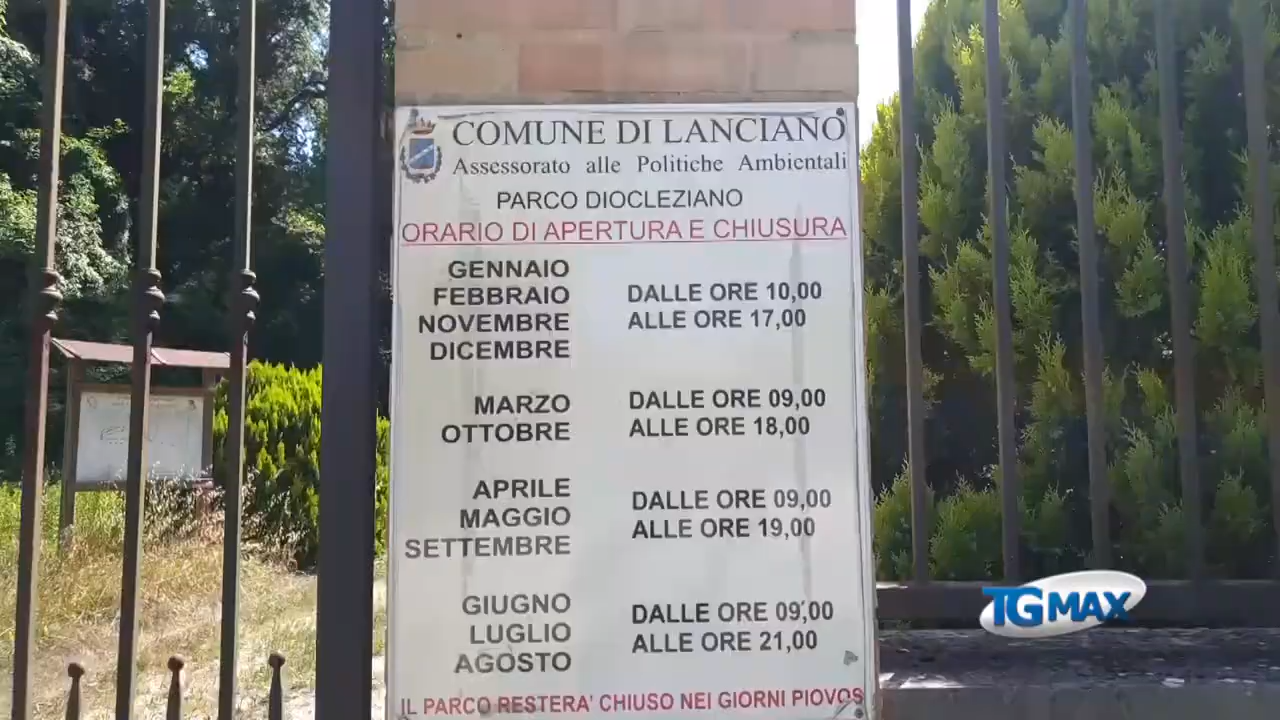 COMUNE DI LANCIANO
Assessorato alle Politiche Ambientali
PARCO DIOCLEZIANO
ORARIO DI APERTURA E CHIUSURA
GENNAIO
FEBBRAIO
NOVEMBRE
DICEMBRE
DALLE ORE 10,00
ALLE ORE 17,00
MARZO
OTTOBRE
DALLE ORE 09,00
ALLE ORE 18,00
APRILE
MAGGIO
SETTEMBRE
DALLE ORE 09,00
ALLE ORE 19,00
GIUGNO
LUGLIO
AGOSTO
DALLE ORE 09,00
ALLE ORE 21,00
IL PARCO RESTERA' CHIUSO NEI GIORNI PIOVOS
TGMAX